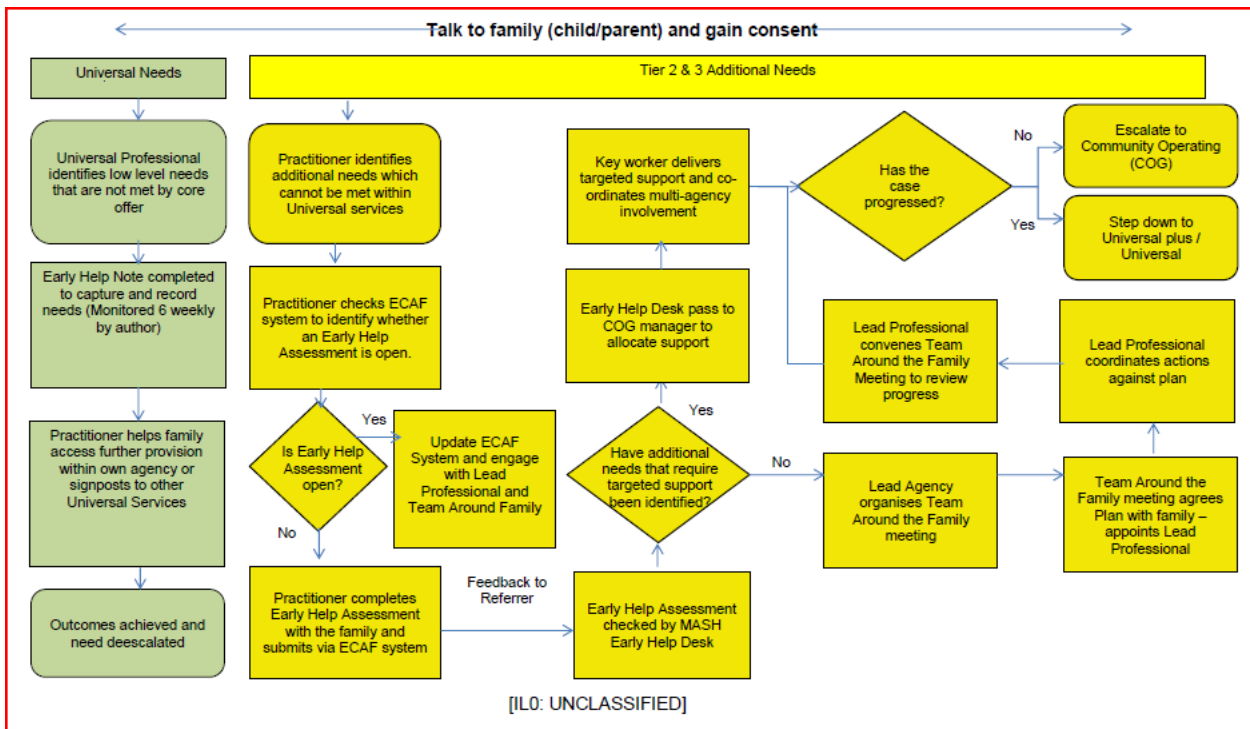 Talk to family (child/parent) and gain consent
Universal Needs
Tier 2 & 3 Additional Needs
Universal Professional
identifies low level needs
that are not met by core
offer
Early Help Note completed
to capture and record
needs (Monitored 6 weekly
by author)
Practitioner helps family
access further provision
within own agency or
signposts to other
Universal Services
Outcomes achieved and
need deescalated
Practitioner identifies
additional needs which
cannot be met within
Universal services
Practitioner checks ECAF
system to identify whether
an Early Help
Assessment is open.
Is Early Help
Assessment
open?
Yes
Update ECAF
System and engage
with Lead
Professional and
Team Around Family
No
Practitioner completes
Early Help Assessment
with the family and
submits via ECAF system
Feedback to
Referrer
Early Help Assessment
checked by MASH
Early Help Desk
Have additional
needs that require
targeted support
been identified?
Yes
Early Help Desk pass to
COG manager to
allocate support
Key worker delivers
targeted support and co-
ordinates multi-agency
involvement
No
Lead Agency
organises Team
Around the Family
meeting
Team Around the
Family meeting agrees
Plan with family –
appoints Lead
Professional
Lead Professional
coordinates actions
against plan
Lead Professional
convenes Team
Around the Family
Meeting to review
progress
Has the
case
progressed?
No
Escalate to
Community Operating
(COG)
Yes
Step down to
Universal plus /
Universal
[IL0: UNCLASSIFIED]